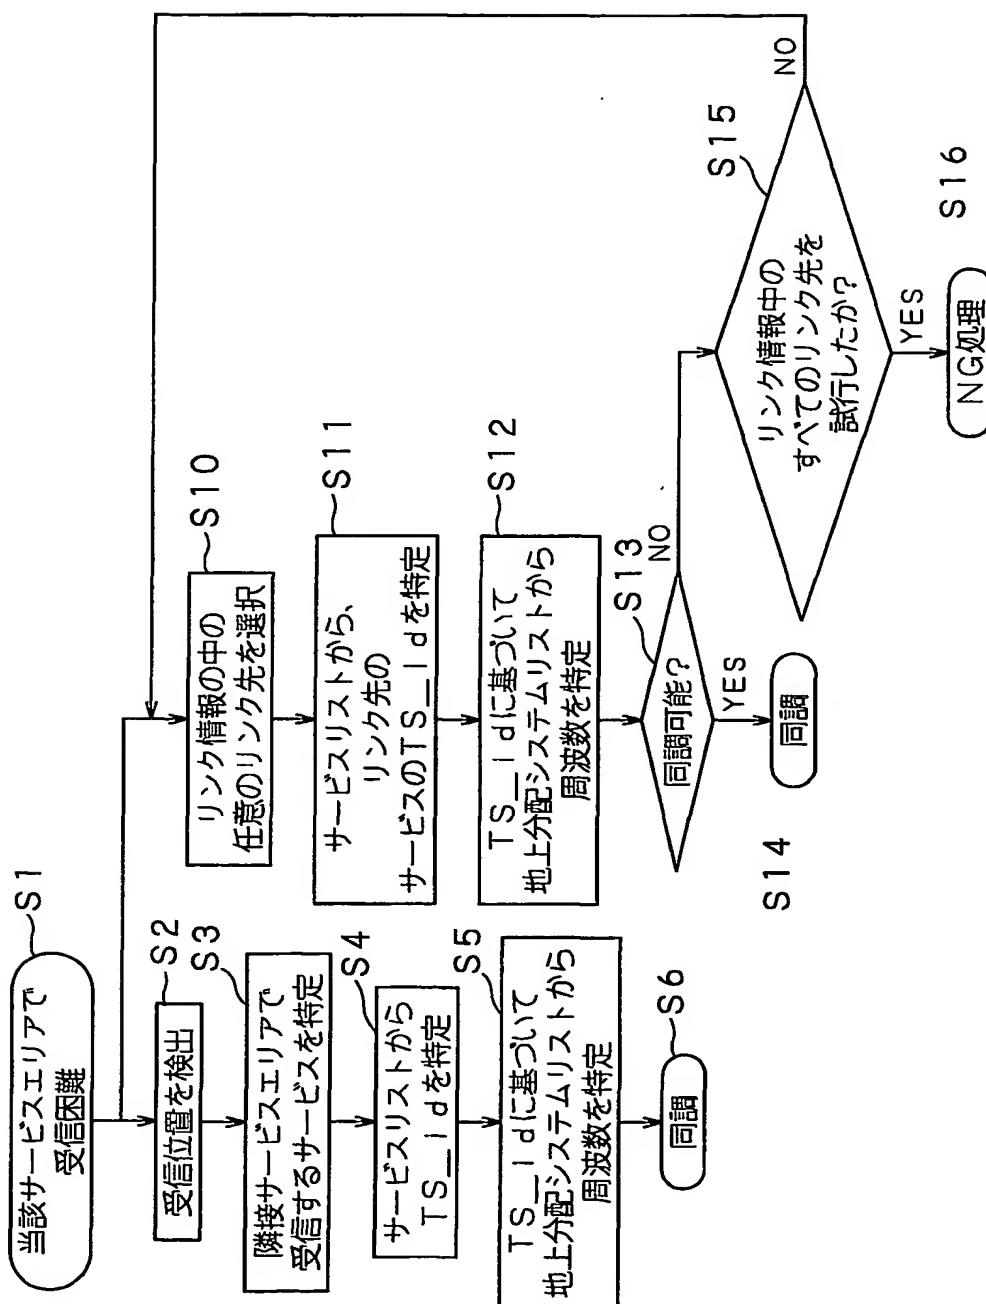 当該サービスエリアで
受信困難
S1
受信位置を検出
S2
隣接サービスエリアで
受信するサービスを特定
S3
サービスリストから
TS_idを特定
S4
TS_idに基づいて
地上分配システムリストから
周波数を特定
S5
同調
S6
リンク情報の中の
任意のリンク先を選択
S10
サービスリストから、
リンク先の
サービスのTS_idを特定
S11
TS_idに基づいて
地上分配システムリストから
周波数を特定
S12
同調可能?
S13
NO
YES
同調
S14
リンク情報中の
すべてのリンク先を
試行したか?
S15
NO
YES
NG処理
S16